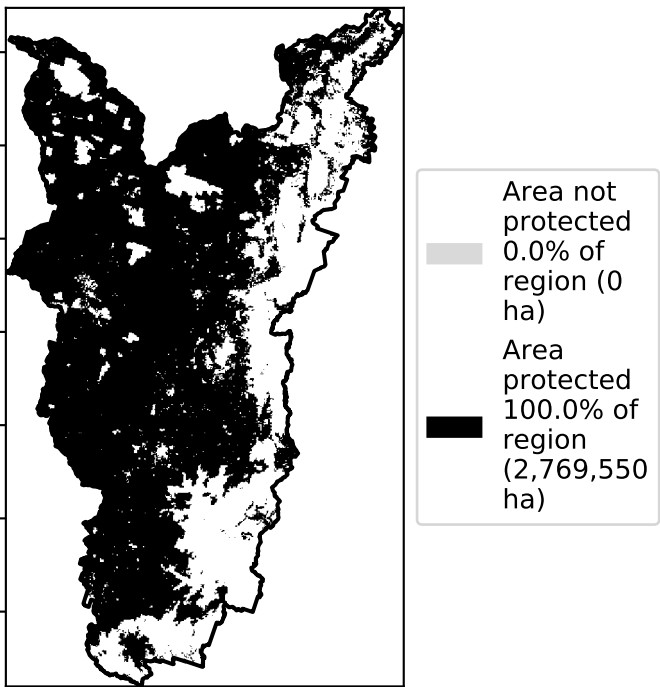 Area not
protected
0.0% of
region (0
ha)
Area
protected
100.0% of
region
(2,769,550
ha)